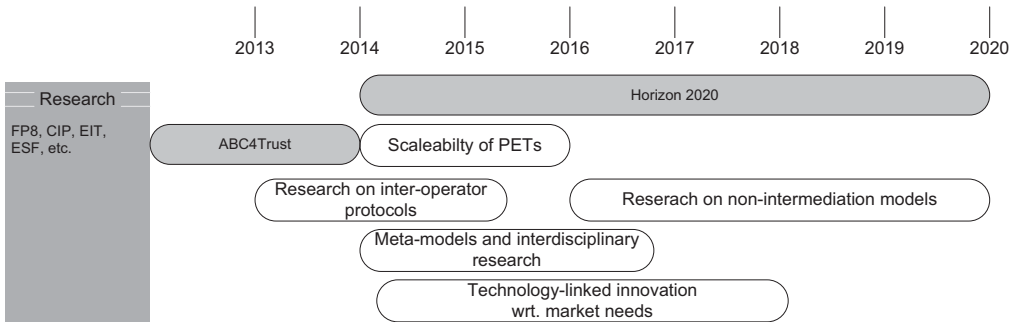 2013 2014 2015 2016 2017 2018 2019 2020
Research
Horizon 2020
FP8, CIP, EIT,
ESF, etc.
ABC4Trust
Scaleabilty of PETs
Research on inter-operator
protocols
Reserach on non-intermediation models
Meta-models and interdisciplinary
research
Technology-linked innovation
wrt. market needs